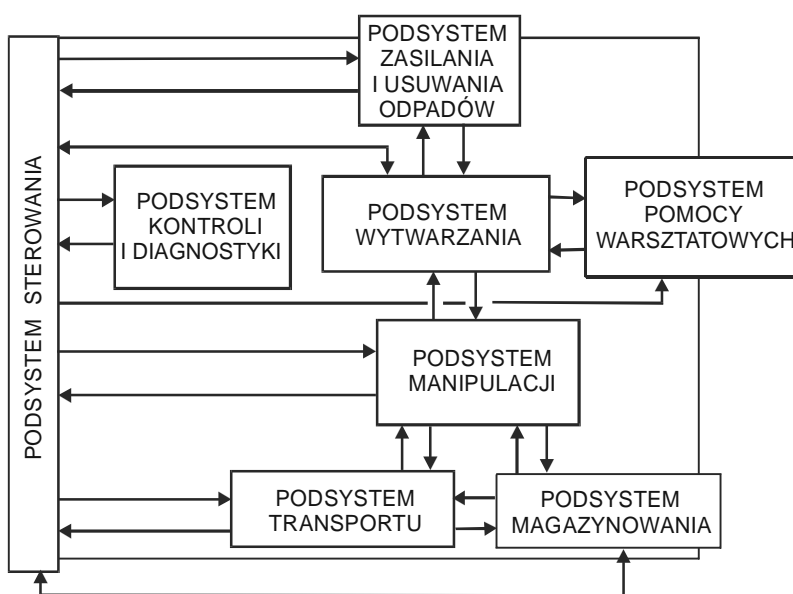 PODSYSTEM
ZASILANIA
I USUWANIA
ODPADÓW
PODSYSTEM STEROWANIA
PODSYSTEM
KONTROLI
I DIAGNOSTYKI
PODSYSTEM
WYTWARZANIA
PODSYSTEM
POMOCY
WARSZTATOWYCH
PODSYSTEM
MANIPULACJI
PODSYSTEM
TRANSPORTU
PODSYSTEM
MAGAZYNOWANIA